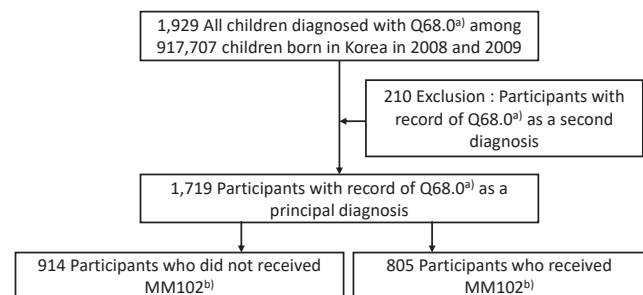 1,929 All children diagnosed with Q68.0a) among
917,707 children born in Korea in 2008 and 2009
210 Exclusion : Participants with
record of Q68.0a) as a second
diagnosis
1,719 Participants with record of Q68.0a) as a
principal diagnosis
914 Participants who did not received
MM102b)
805 Participants who received
MM102b)